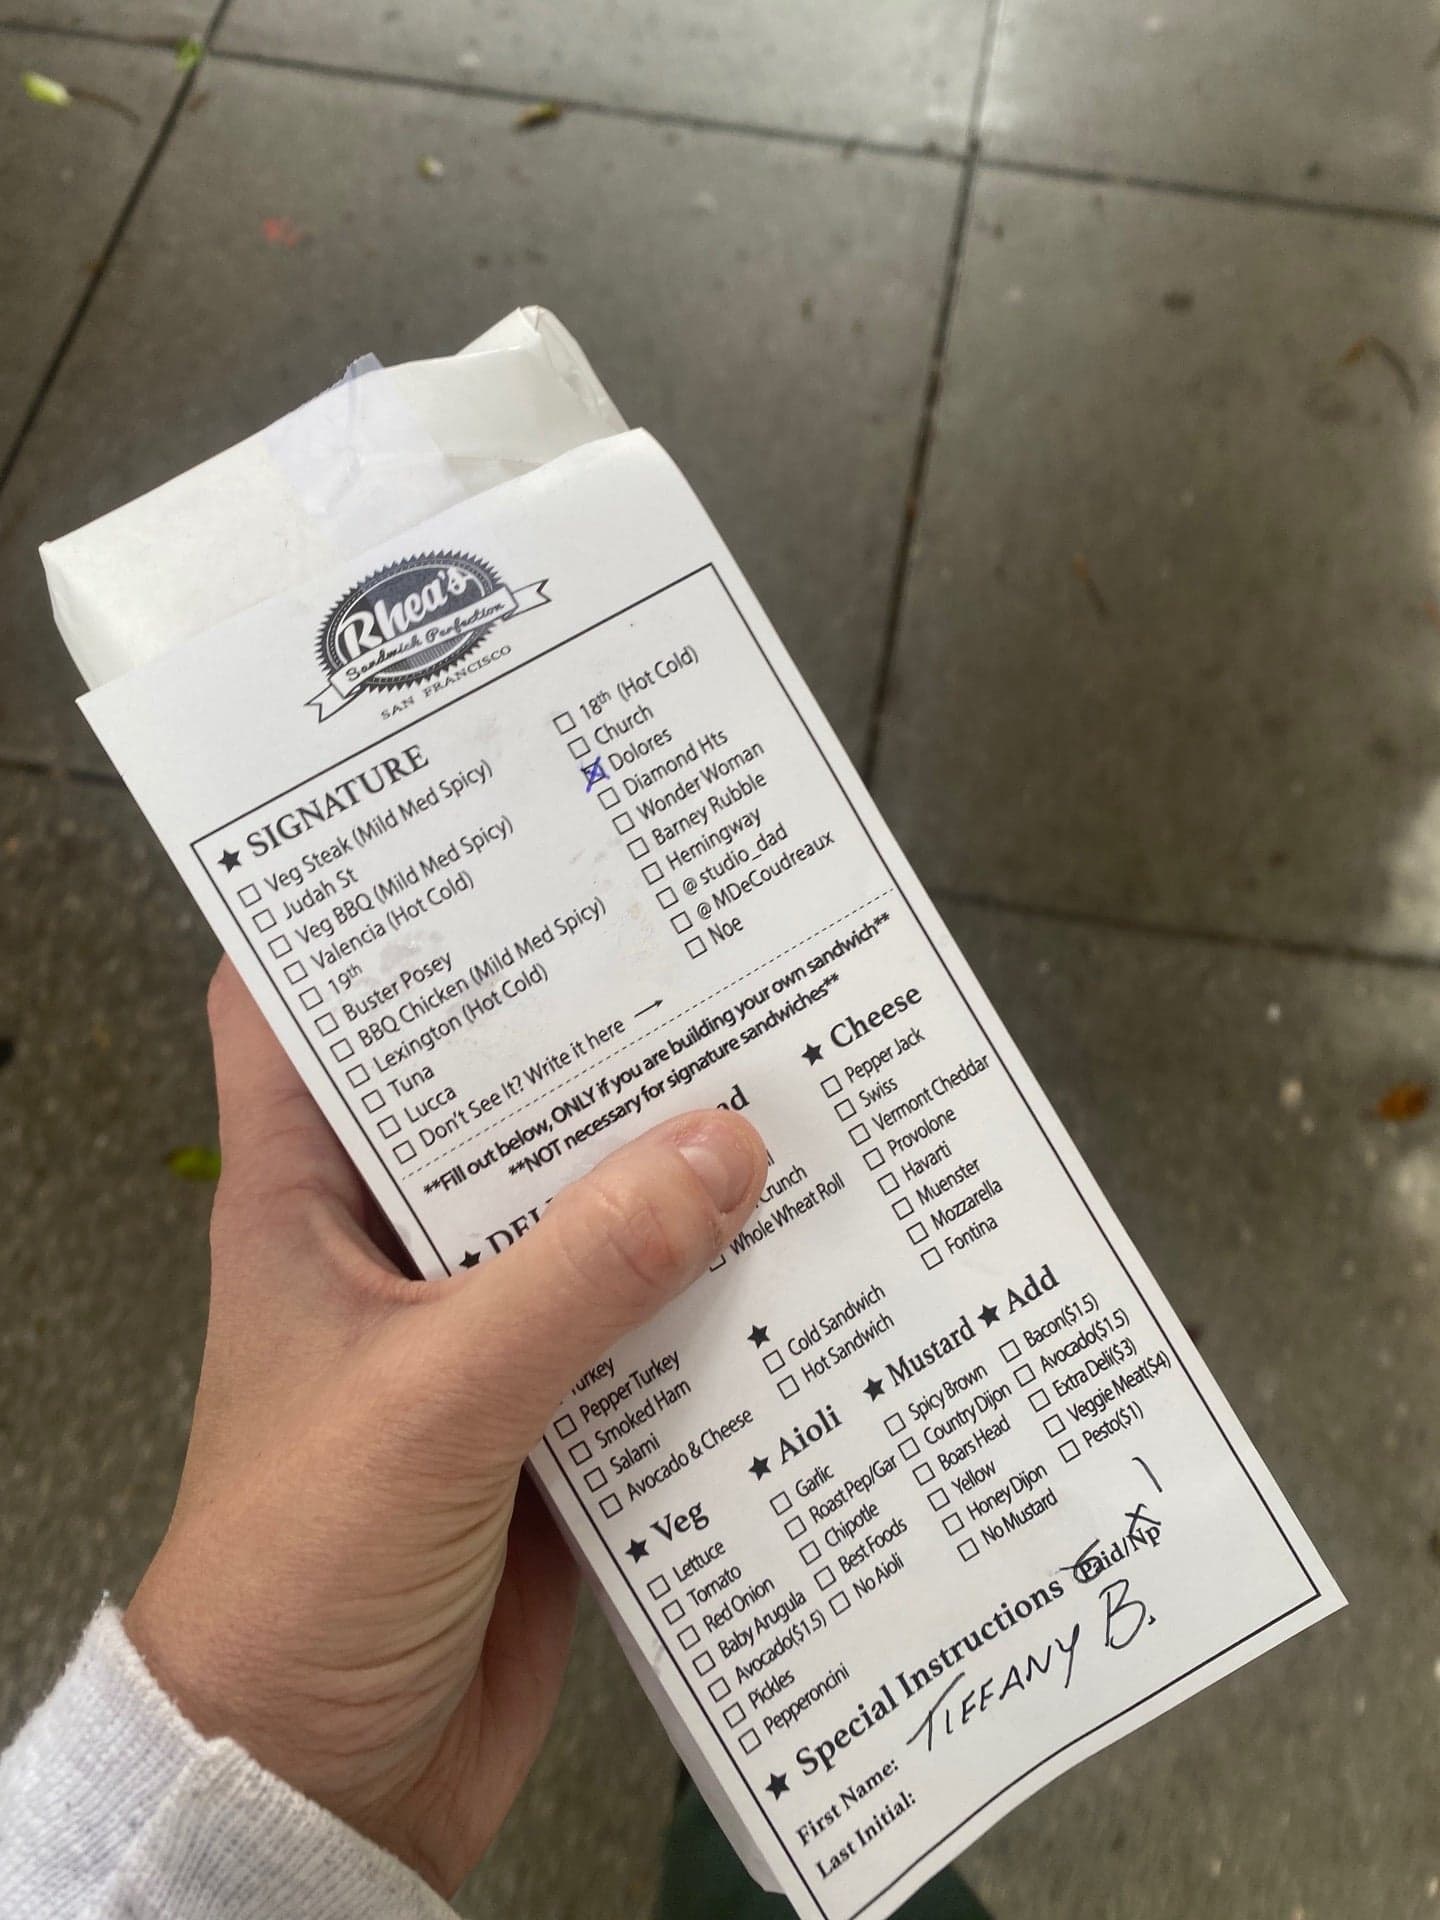 Rhea's
Sandwich Perfection
SAN FRANCISCO
★ SIGNATURE
Veg Steak (Mild Med Spicy)
Judah St
Veg BBQ (Mild Med Spicy)
Valencia (Hot Cold)
19th
Buster Posey
BBQ Chicken (Mild Med Spicy)
Lexington (Hot Cold)
Tuna
Lucca
Don't See It? Write it here →
18th (Hot Cold)
Church
Dolores
Diamond Hts
Wonder Woman
Barney Rubble
Hemingway
@studio_dad
@MDeCoudreaux
Noe
**Fill out below, ONLY if you are building your own sandwich**
**NOT necessary for signature sandwiches**
Whole Wheat Roll
★ Cheese
Pepper Jack
Swiss
Vermont Cheddar
Provolone
Havarti
Muenster
Mozzarella
Fontina
Pepper Turkey
Smoked Ham
Salami
Avocado & Cheese
★
Cold Sandwich
Hot Sandwich
★ Veg
Lettuce
Tomato
Red Onion
Baby Arugula
Avocado($1.5)
Pickles
Pepperoncini
★ Aioli
Garlic
Roast Pep/Gar
Chipotle
Best Foods
No Aioli
★ Mustard
Spicy Brown
Country Dijon
Boars Head
Yellow
Honey Dijon
No Mustard
★ Add
Bacon($1.5)
Avocado($1.5)
Extra Deli($3)
Veggie Meat($4)
Pesto($1)
★ Special Instructions Paid/Np
First Name: TIFFANY B.
Last Initial: